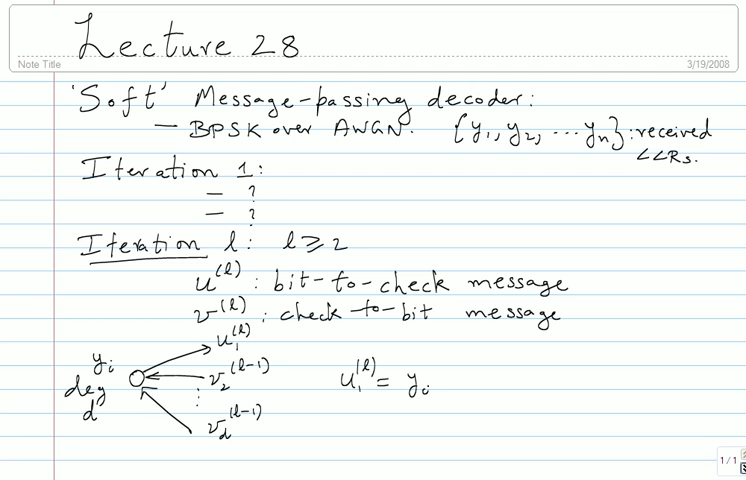 Lecture 28
Note Title
3/19/2008
'Soft' Message-passing decoder:
— BPSK over AWGN. {y₁, y₂, ... yₙ}: received
LLRs.
Iteration 1:
— ?
— ?
Iteration l: l ≥ 2
u^(l) : bit-to-check message
v^(l) : check-to-bit message
u₁^(l)
yᵢ
v₂^(l-1)
u₁^(l) = yᵢ
deg
d
⋮
v_d^(l-1)
1/1